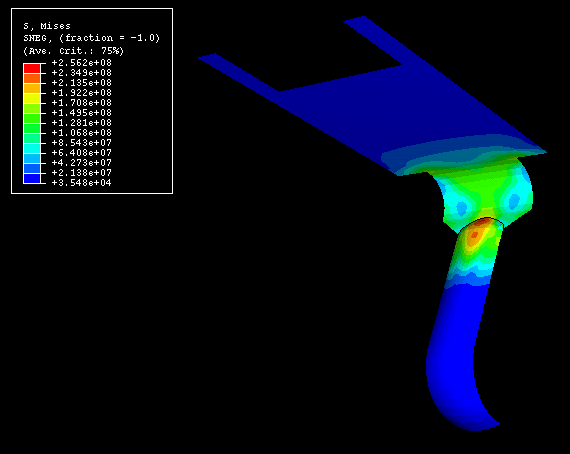 S, Mises
SNEG, (fraction = -1.0)
(Ave. Crit.: 75%)
+2.562e+08
+2.349e+08
+2.135e+08
+1.922e+08
+1.708e+08
+1.495e+08
+1.281e+08
+1.068e+08
+8.543e+07
+6.408e+07
+4.273e+07
+2.138e+07
+3.548e+04